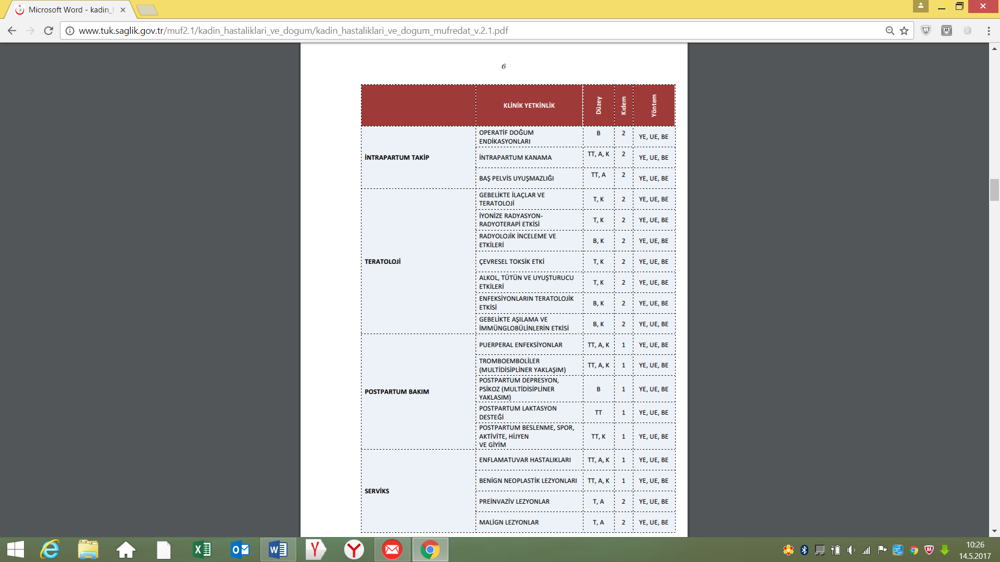 Microsoft Word - kadin_
www.tuk.saglik.gov.tr/muf2.1/kadin_hastaliklari_ve_dogum/kadin_hastaliklari_ve_dogum_mufredat_v.2.1.pdf
6
KLİNİK YETKİNLİK Düzey Kıdem Yöntem
İNTRAPARTUM TAKİP
OPERATİF DOĞUM
ENDİKASYONLARI
B 2 YE, UE, BE
İNTRAPARTUM KANAMA TT, A, K 2 YE, UE, BE
BAŞ PELVİS UYUŞMAZLIĞI TT, A 2 YE, UE, BE
TERATOLOJİ
GEBELİKTE İLAÇLAR VE
TERATOLOJİ
T, K 2 YE, UE, BE
İYONİZE RADYASYON-
RADYOTERAPİ ETKİSİ
T, K 2 YE, UE, BE
RADYOLOJİK İNCELEME VE
ETKİLERİ
B, K 2 YE, UE, BE
ÇEVRESEL TOKSİK ETKİ T, K 2 YE, UE, BE
ALKOL, TÜTÜN VE UYUŞTURUCU
ETKİLERİ
T, K 2 YE, UE, BE
ENFEKSİYONLARIN TERATOLOJİK
ETKİSİ
B, K 2 YE, UE, BE
GEBELİKTE AŞILAMA VE
İMMÜNGLOBÜLİNLERİN ETKİSİ
B, K 2 YE, UE, BE
POSTPARTUM BAKIM
PUERPERAL ENFEKSİYONLAR TT, A, K 1 YE, UE, BE
TROMBOEMBOLİLER
(MULTİDİSİPLİNER YAKLAŞIM)
TT, A, K 1 YE, UE, BE
POSTPARTUM DEPRESYON,
PSİKOZ (MULTİDİSİPLİNER
YAKLASIM)
B 1 YE, UE, BE
POSTPARTUM LAKTASYON
DESTEĞİ
TT 1 YE, UE, BE
POSTPARTUM BESLENME, SPOR,
AKTİVİTE, HİJYEN
VE GİYİM
TT, K 1 YE, UE, BE
SERVİKS
ENFLAMATUVAR HASTALIKLARI TT, A, K 1 YE, UE, BE
BENİGN NEOPLASTİK LEZYONLARI TT, A, K 1 YE, UE, BE
PREİNVAZİV LEZYONLAR T, A 2 YE, UE, BE
MALİGN LEZYONLAR T, A 2 YE, UE, BE
10:26
14.5.2017